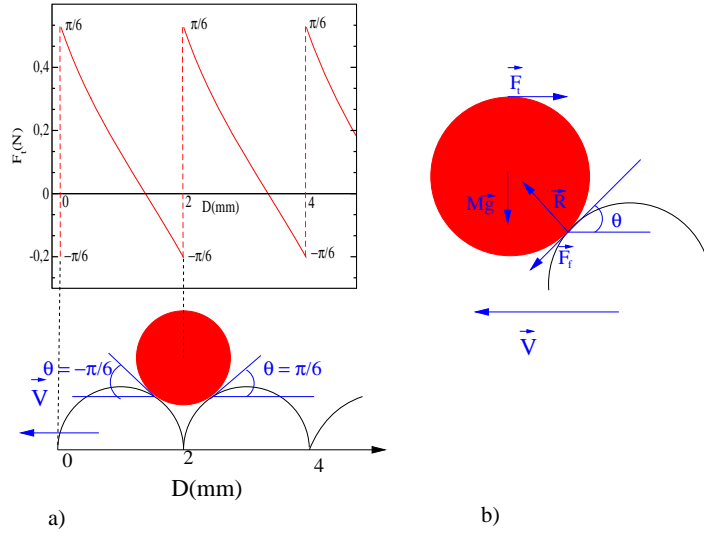 π/6 π/6 π/6
0,4
0,2
0
-0,2
F_t(N)
D(mm)
0 2 4
−π/6 −π/6 −π/6
θ = −π/6
θ = π/6
V
0 2 4
D(mm)
a)
F_t
Mg
R
θ
F_f
V
b)